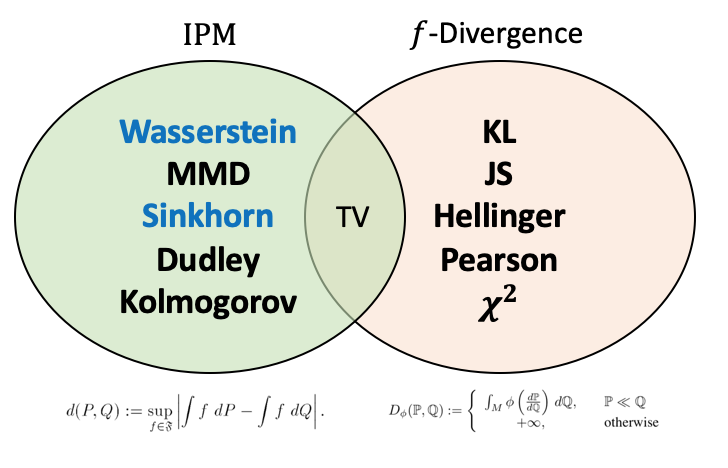 IPM
f-Divergence
Wasserstein
MMD
Sinkhorn
Dudley
Kolmogorov
TV
KL
JS
Hellinger
Pearson
χ²
d(P, Q) := sup_{f∈𝔉} |∫ f dP − ∫ f dQ|.
D_ϕ(ℙ, ℚ) := { ∫_M ϕ (dℙ/dℚ) dℚ, ℙ ≪ ℚ
+∞, otherwise